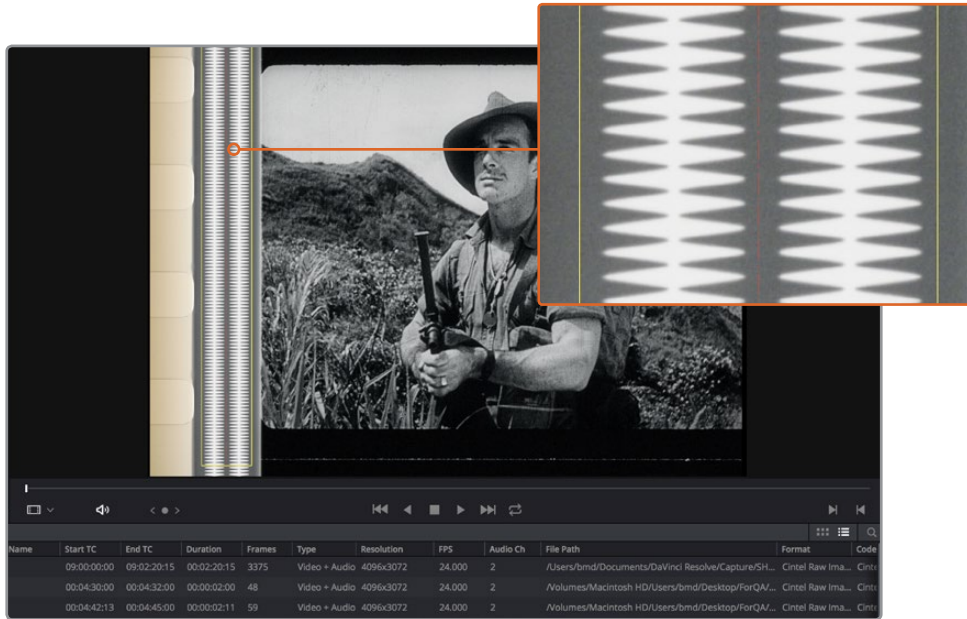 Name Start TC End TC Duration Frames Type Resolution FPS Audio Ch File Path Format Code
09:00:00:00 09:02:20:15 00:02:20:15 3375 Video + Audio 4096x3072 24.000 2 /Users/bmd/Documents/DaVinci Resolve/Capture/SH... Cintel Raw Ima... Cinte
00:04:30:00 00:04:32:00 00:00:02:00 48 Video + Audio 4096x3072 24.000 2 /Volumes/Macintosh HD/Users/bmd/Desktop/ForQA/... Cintel Raw Ima... Cinte
00:04:42:13 00:04:45:00 00:00:02:11 59 Video + Audio 4096x3072 24.000 2 /Volumes/Macintosh HD/Users/bmd/Desktop/ForQA/... Cintel Raw Ima... Cinte